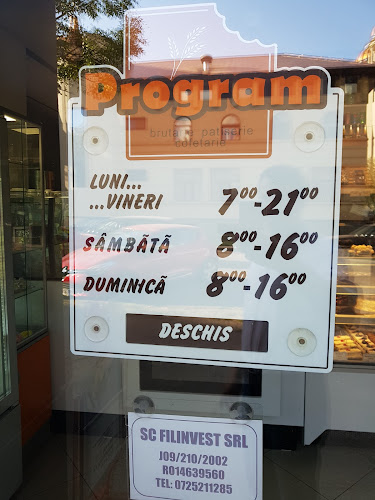 Program
brutărie patiserie
cofetărie
LUNI...
...VINERI 7⁰⁰-21⁰⁰
SÂMBĂTĂ 8⁰⁰-16⁰⁰
DUMINICĂ 8⁰⁰-16⁰⁰
DESCHIS
SC FILINVEST SRL
J09/210/2002
RO14639560
TEL: 0725211285